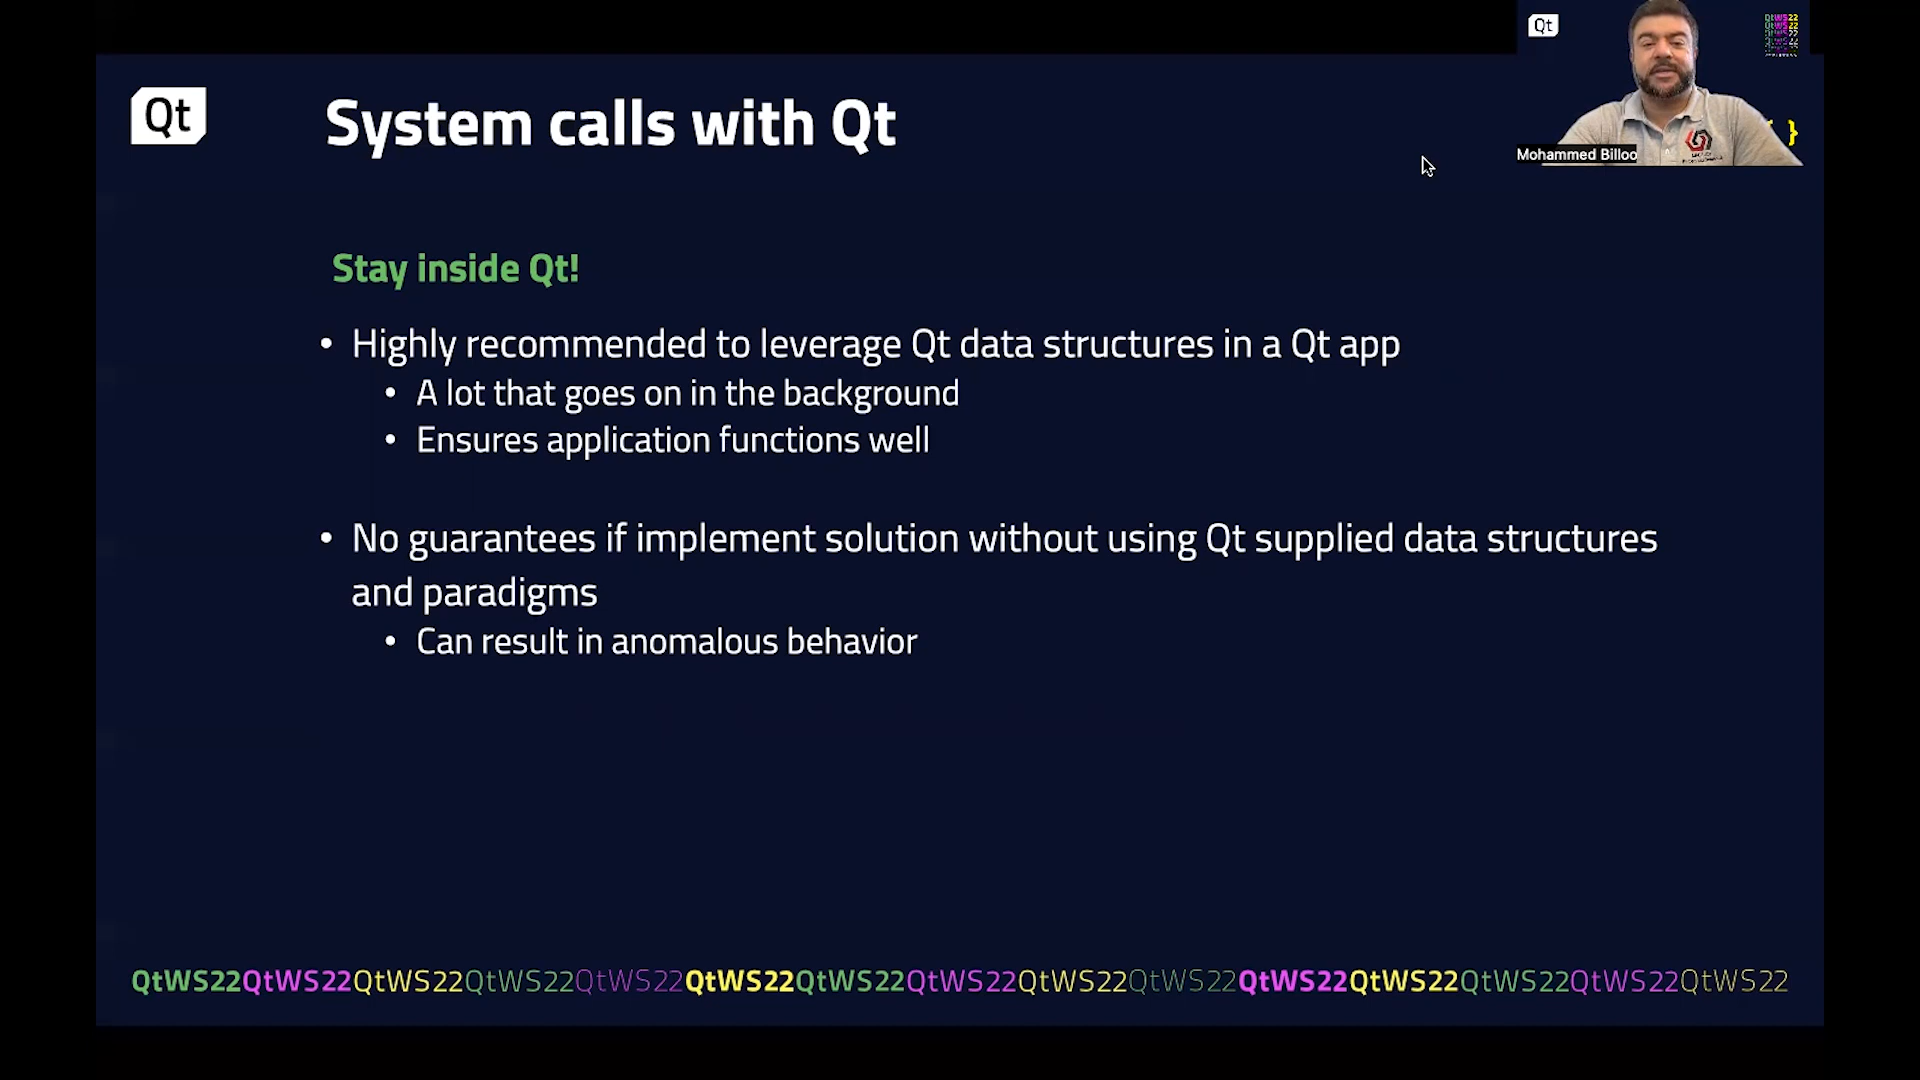 Qt
Mohammed Billoo
Qt
System calls with Qt
Stay inside Qt!
• Highly recommended to leverage Qt data structures in a Qt app
• A lot that goes on in the background
• Ensures application functions well
• No guarantees if implement solution without using Qt supplied data structures
and paradigms
• Can result in anomalous behavior
QtWS22QtWS22QtWS22QtWS22QtWS22QtWS22QtWS22QtWS22QtWS22QtWS22QtWS22QtWS22QtWS22QtWS22QtWS22